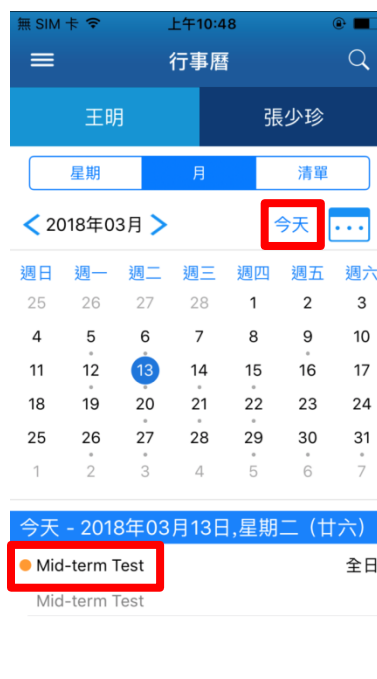 無 SIM 卡 上午10:48
行事曆
王明 張少珍
星期 月 清單
2018年03月 今天
週日 週一 週二 週三 週四 週五 週六
25 26 27 28 1 2 3
4 5 6 7 8 9 10
11 12 13 14 15 16 17
18 19 20 21 22 23 24
25 26 27 28 29 30 31
1 2 3 4 5 6 7
今天 - 2018年03月13日,星期二（廿六）
Mid-term Test 全日
Mid-term Test